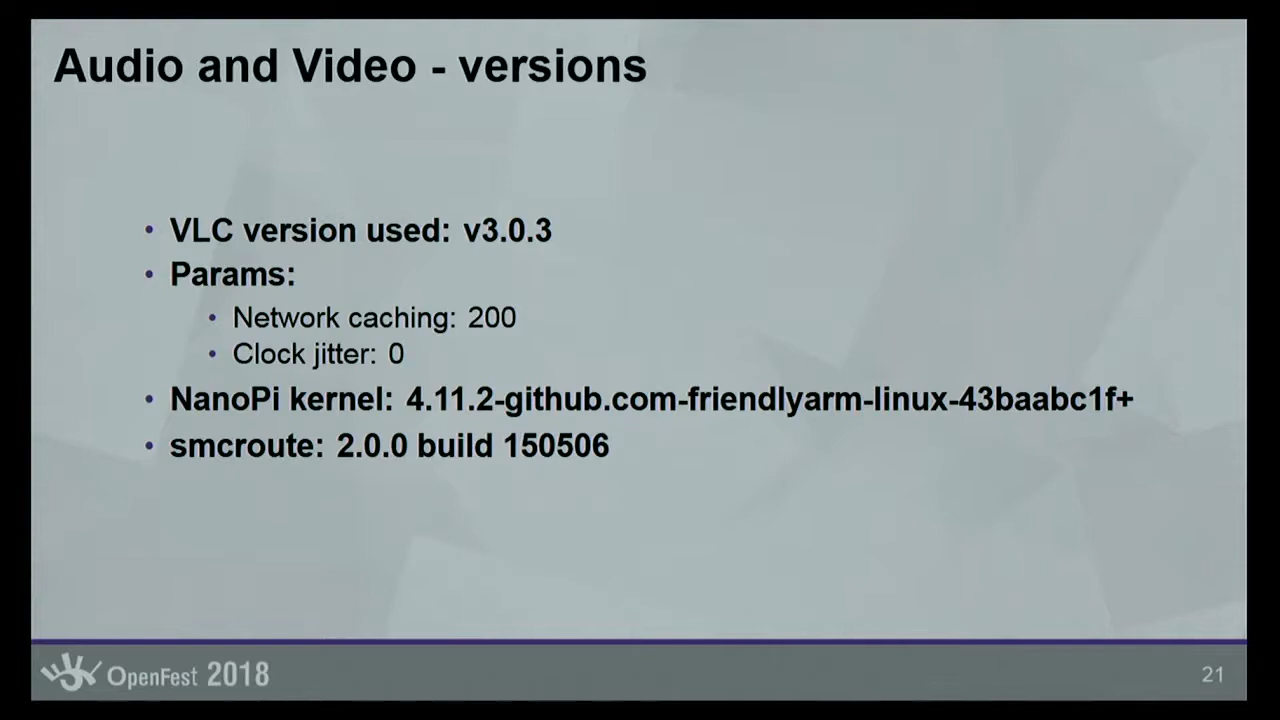 Audio and Video - versions
• VLC version used: v3.0.3
• Params:
• Network caching: 200
• Clock jitter: 0
• NanoPi kernel: 4.11.2-github.com-friendlyarm-linux-43baabc1f+
• smcroute: 2.0.0 build 150506
OpenFest 2018
21